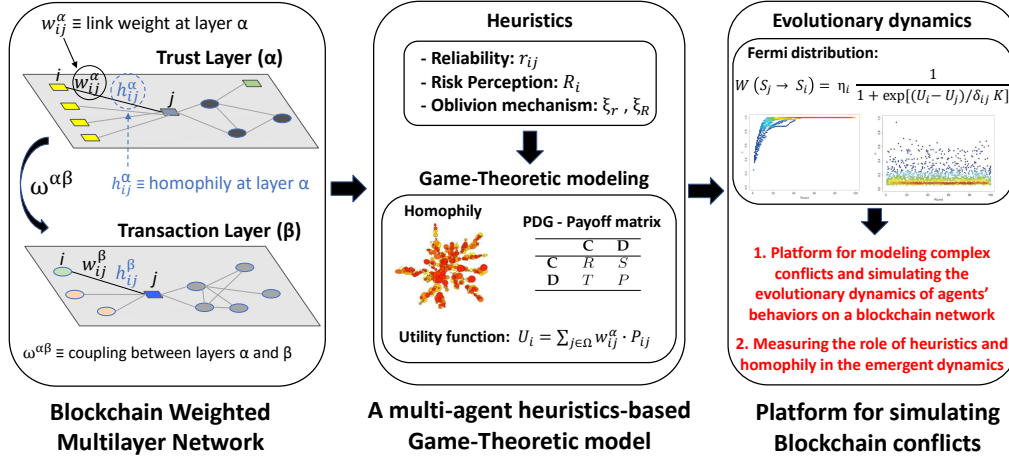 w_ij^α ≡ link weight at layer α
Trust Layer (α)
i
w_ij^α
h_ij^α
j
ω^αβ
h_ij^α ≡ homophily at layer α
Transaction Layer (β)
i
w_ij^β
h_ij^β
j
ω^αβ ≡ coupling between layers α and β
Blockchain Weighted
Multilayer Network
Heuristics
- Reliability: r_ij
- Risk Perception: R_i
- Oblivion mechanism: ξ_r , ξ_R
Game-Theoretic modeling
Homophily
PDG - Payoff matrix
C D
C R S
D T P
Utility function: U_i = ∑_j∈Ω w_ij^α · P_ij
A multi-agent heuristics-based
Game-Theoretic model
Evolutionary dynamics
Fermi distribution:
W (S_j → S_i) = η_i 1 / 1 + exp[(U_i − U_j)/δ_ij K]
1. Platform for modeling complex
conflicts and simulating the
evolutionary dynamics of agents'
behaviors on a blockchain network
2. Measuring the role of heuristics and
homophily in the emergent dynamics
Platform for simulating
Blockchain conflicts